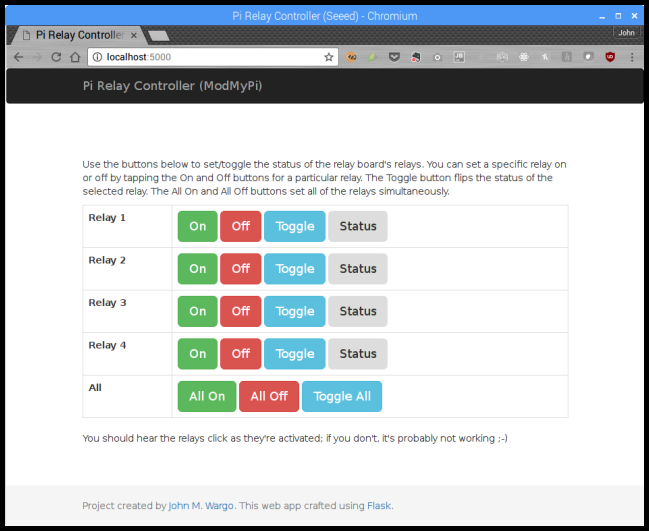 Pi Relay Controller (Seeed) - Chromium
Pi Relay Controller
John
localhost:5000
Pi Relay Controller (ModMyPi)
Use the buttons below to set/toggle the status of the relay board's relays. You can set a specific relay on
or off by tapping the On and Off buttons for a particular relay. The Toggle button flips the status of the
selected relay. The All On and All Off buttons set all of the relays simultaneously.
Relay 1 On Off Toggle Status
Relay 2 On Off Toggle Status
Relay 3 On Off Toggle Status
Relay 4 On Off Toggle Status
All All On All Off Toggle All
You should hear the relays click as they're activated; if you don't, it's probably not working ;-)
Project created by John M. Wargo. This web app crafted using Flask.